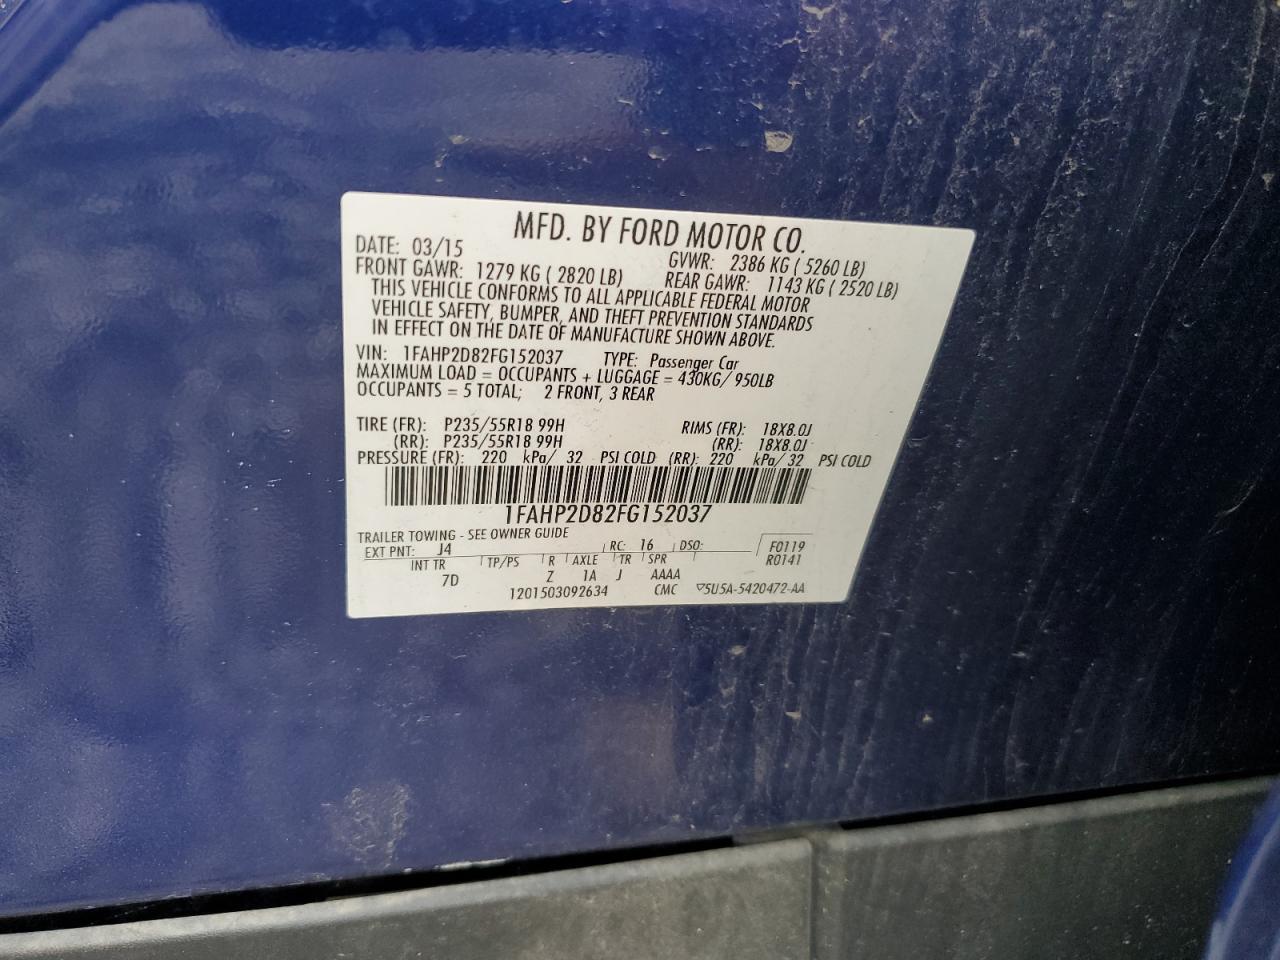 MFD. BY FORD MOTOR CO.
DATE: 03/15 GVWR: 2386 KG ( 5260 LB)
FRONT GAWR: 1279 KG ( 2820 LB) REAR GAWR: 1143 KG ( 2520 LB)
THIS VEHICLE CONFORMS TO ALL APPLICABLE FEDERAL MOTOR
VEHICLE SAFETY, BUMPER, AND THEFT PREVENTION STANDARDS
IN EFFECT ON THE DATE OF MANUFACTURE SHOWN ABOVE.
VIN: 1FAHP2D82FG152037 TYPE: Passenger Car
MAXIMUM LOAD = OCCUPANTS + LUGGAGE = 430KG/ 950LB
OCCUPANTS = 5 TOTAL; 2 FRONT, 3 REAR
TIRE (FR): P235/55R18 99H RIMS (FR): 18X8.0J
(RR): P235/55R18 99H (RR): 18X8.0J
PRESSURE (FR): 220 kPa/ 32 PSI COLD (RR): 220 kPa/ 32 PSI COLD
1FAHP2D82FG152037
TRAILER TOWING - SEE OWNER GUIDE
EXT PNT: J4 RC: 16 DSO: F0119
INT TR TP/PS R AXLE TR SPR R0141
7D Z 1A J AAAA
1201503092634 CMC ▽5U5A-5420472-AA